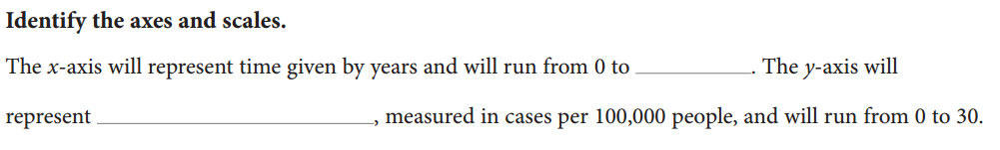 Identify the axes and scales.
The x-axis will represent time given by years and will run from 0 to __________. The y-axis will
represent ________________________, measured in cases per 100,000 people, and will run from 0 to 30.